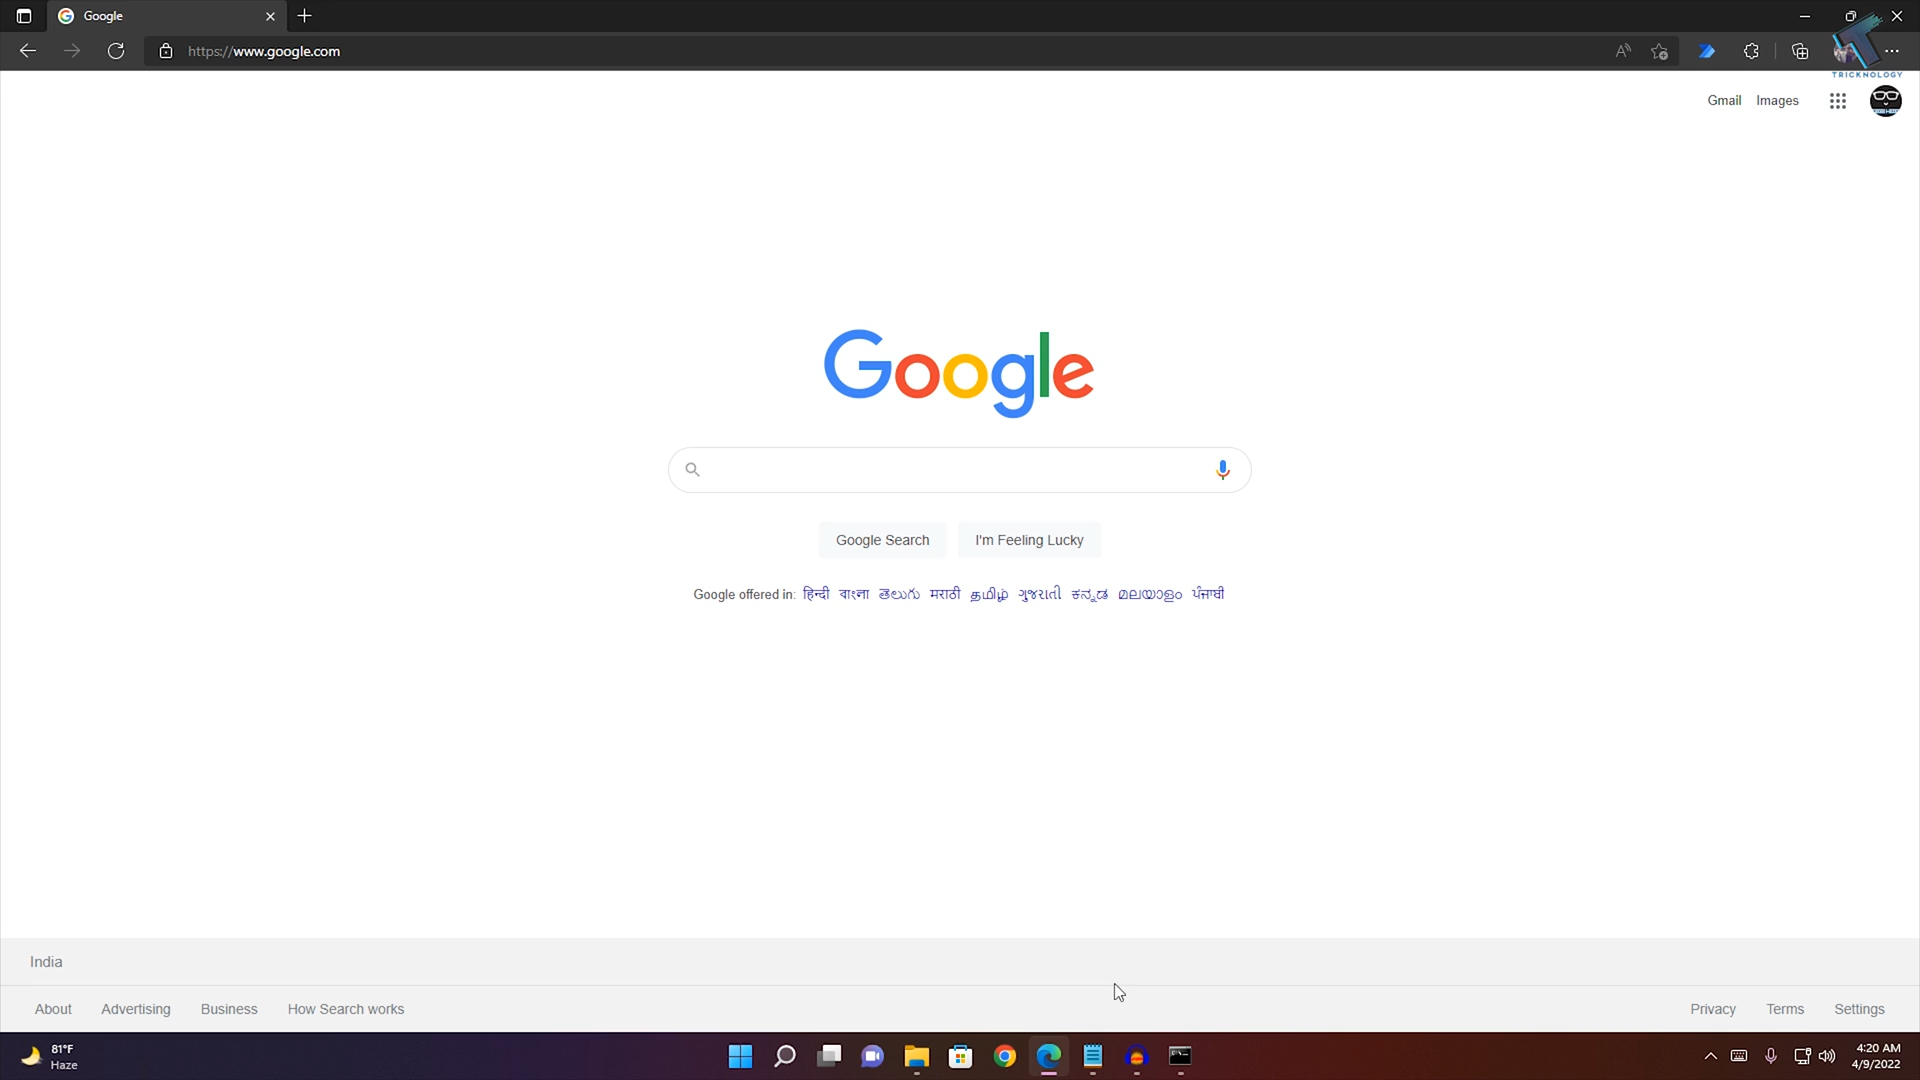 Google
https://www.google.com
TRICKNOLOGY
Gmail Images
Google
Google Search I'm Feeling Lucky
Google offered in: हिन्दी বাংলা తెలుగు मराठी தமிழ் ગુજરાતી ಕನ್ನಡ മലയാളം ਪੰਜਾਬੀ
India
About Advertising Business How Search works Privacy Terms Settings
81°F
Haze
4:20 AM
4/9/2022